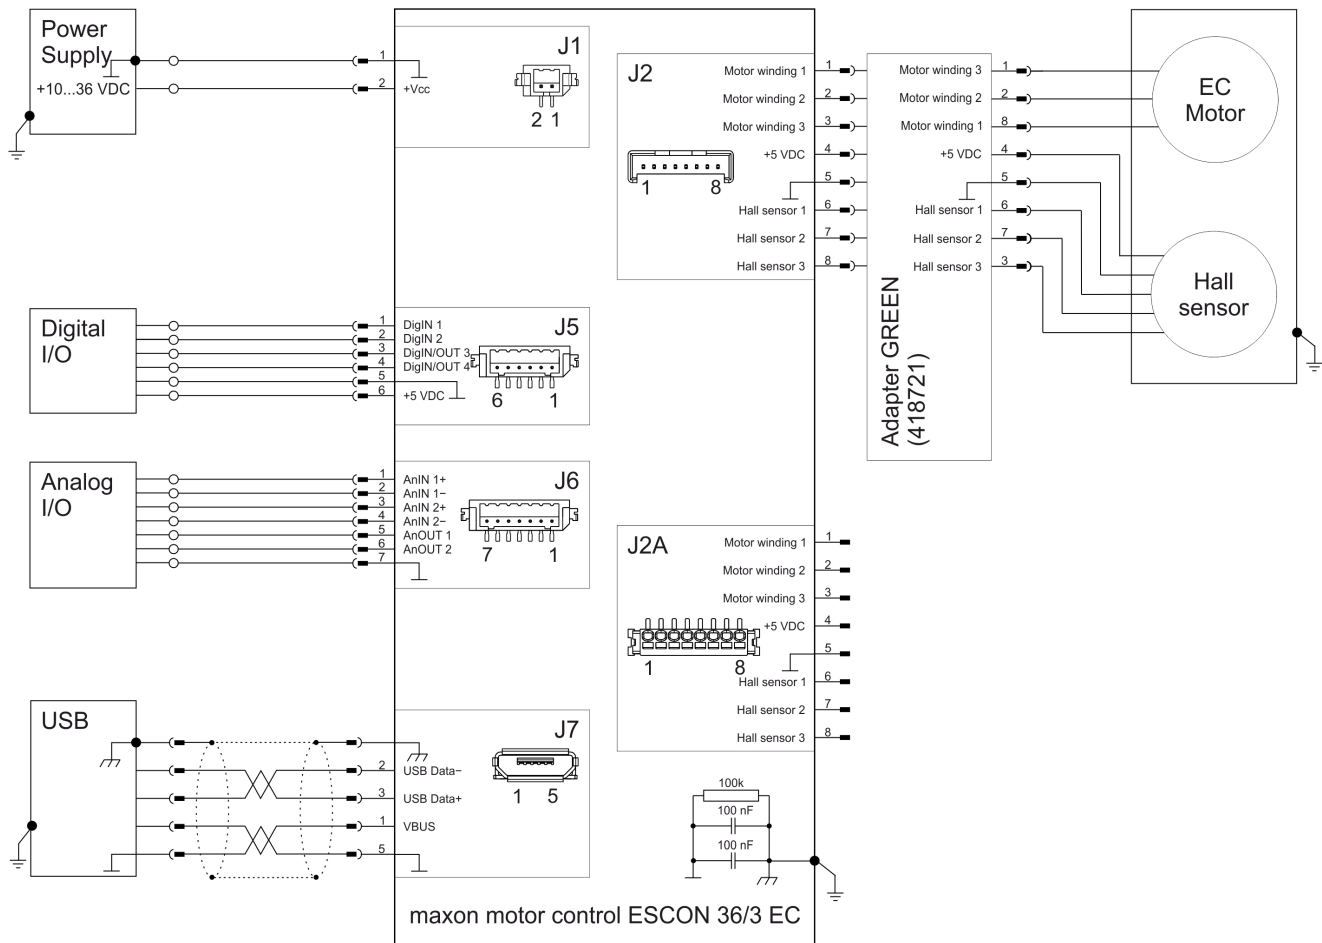 Power
Supply
+10...36 VDC
1
2
+Vcc
J1
2 1
Digital
I/O
1
2
3
4
5
6
DigIN 1
DigIN 2
DigIN/OUT 3
DigIN/OUT 4
+5 VDC
J5
6 1
Analog
I/O
1
2
3
4
5
6
7
AnIN 1+
AnIN 1−
AnIN 2+
AnIN 2−
AnOUT 1
AnOUT 2
J6
7 1
USB
2
3
1
5
USB Data−
USB Data+
VBUS
J7
1 5
J2
1 8
Motor winding 1
Motor winding 2
Motor winding 3
+5 VDC
Hall sensor 1
Hall sensor 2
Hall sensor 3
1
2
3
4
5
6
7
8
Motor winding 3
Motor winding 2
Motor winding 1
+5 VDC
Hall sensor 1
Hall sensor 2
Hall sensor 3
Adapter GREEN
(418721)
1
2
8
4
5
6
7
3
EC
Motor
Hall
sensor
J2A
1 8
Motor winding 1
Motor winding 2
Motor winding 3
+5 VDC
Hall sensor 1
Hall sensor 2
Hall sensor 3
1
2
3
4
5
6
7
8
100k
100 nF
100 nF
maxon motor control ESCON 36/3 EC